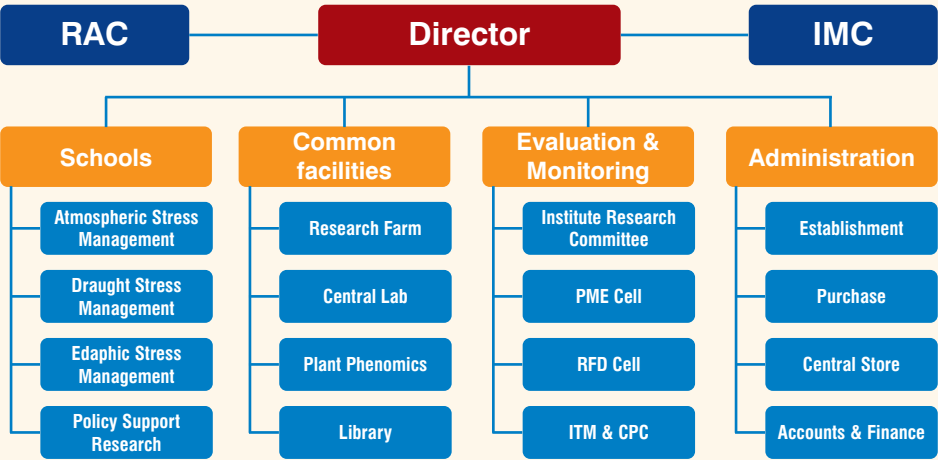 RAC
Director
IMC
Schools
Common
facilities
Evaluation &
Monitoring
Administration
Atmospheric Stress
Management
Draught Stress
Management
Edaphic Stress
Management
Policy Support
Research
Research Farm
Central Lab
Plant Phenomics
Library
Institute Research
Committee
PME Cell
RFD Cell
ITM & CPC
Establishment
Purchase
Central Store
Accounts & Finance